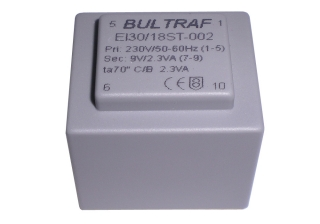 5 BULTRAF 1
EI30/18ST-002
Pri: 230V/50-60Hz (1-5)
Sec: 9V/2.3VA (7-9)
ta70° C/B 2.3VA
6 CE 10